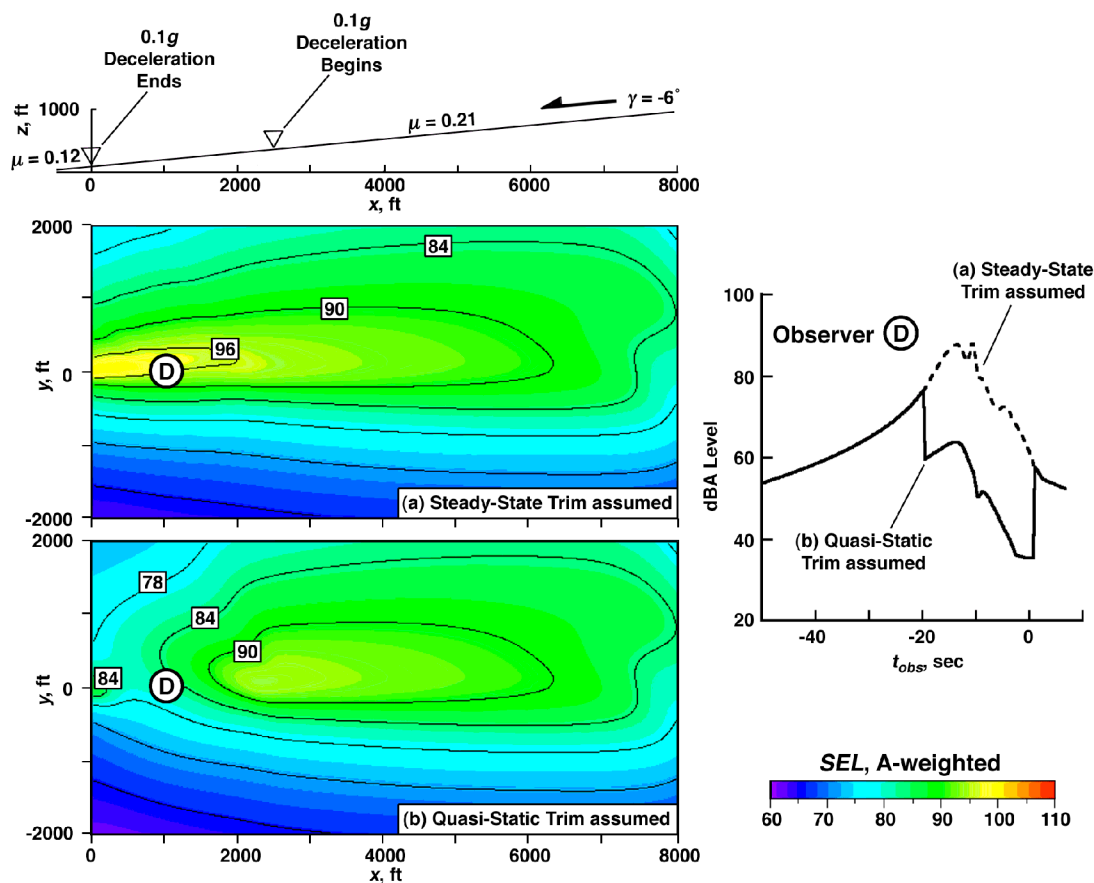 0.1g
Deceleration
Ends
0.1g
Deceleration
Begins
z, ft
1000
γ = -6°
μ = 0.21
μ = 0.12
0 2000 4000 6000 8000
x, ft
2000
0
-2000
y, ft
84
90
96
D
(a) Steady-State Trim assumed
2000
0
-2000
y, ft
78
84
90
84
D
(b) Quasi-Static Trim assumed
0 2000 4000 6000 8000
x, ft
100
80
60
40
20
dBA Level
Observer D
(a) Steady-State
Trim assumed
(b) Quasi-Static
Trim assumed
-40 -20 0
tobs, sec
SEL, A-weighted
60 70 80 90 100 110